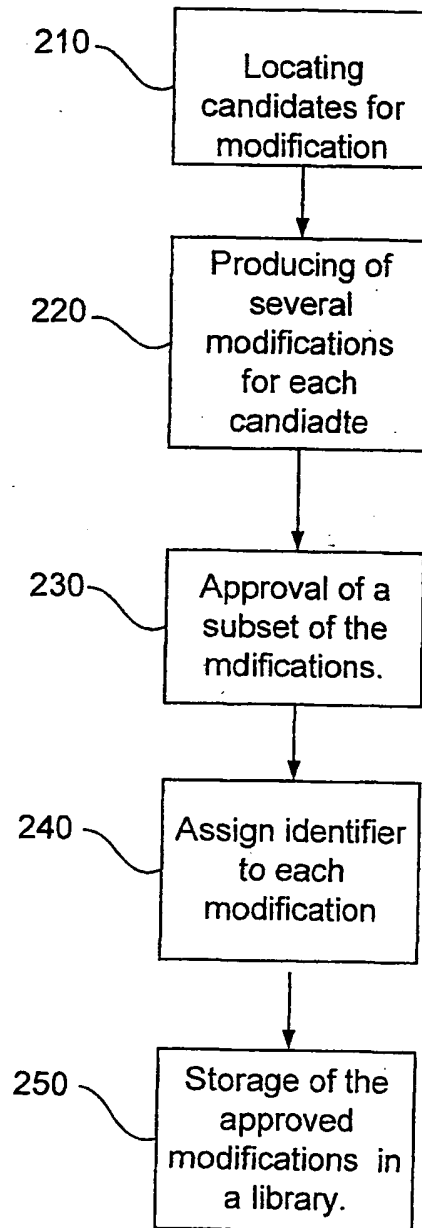 210
Locating
candidates for
modification
220
Producing of
several
modifications
for each
candiadte
230
Approval of a
subset of the
mdifications.
240
Assign identifier
to each
modification
250
Storage of the
approved
modifications in
a library.